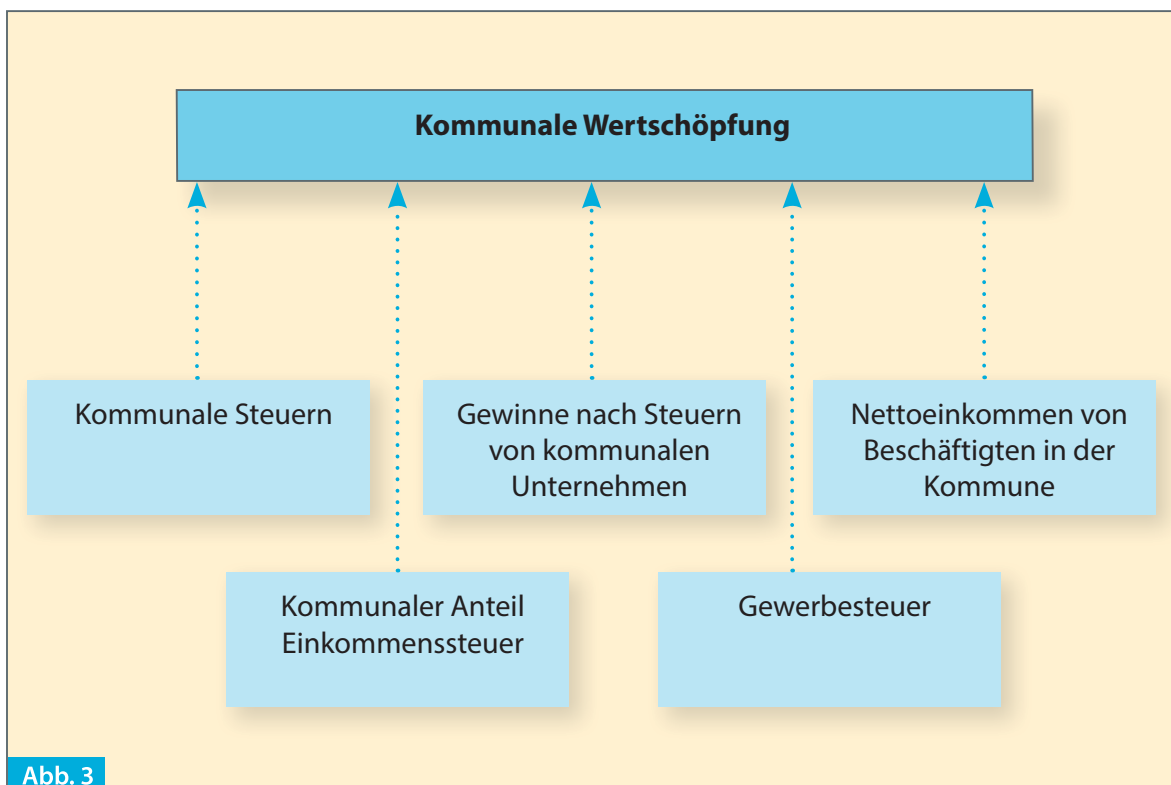 Kommunale Wertschöpfung
Kommunale Steuern
Gewinne nach Steuern
von kommunalen
Unternehmen
Nettoeinkommen von
Beschäftigten in der
Kommune
Kommunaler Anteil
Einkommenssteuer
Gewerbesteuer
Abb. 3